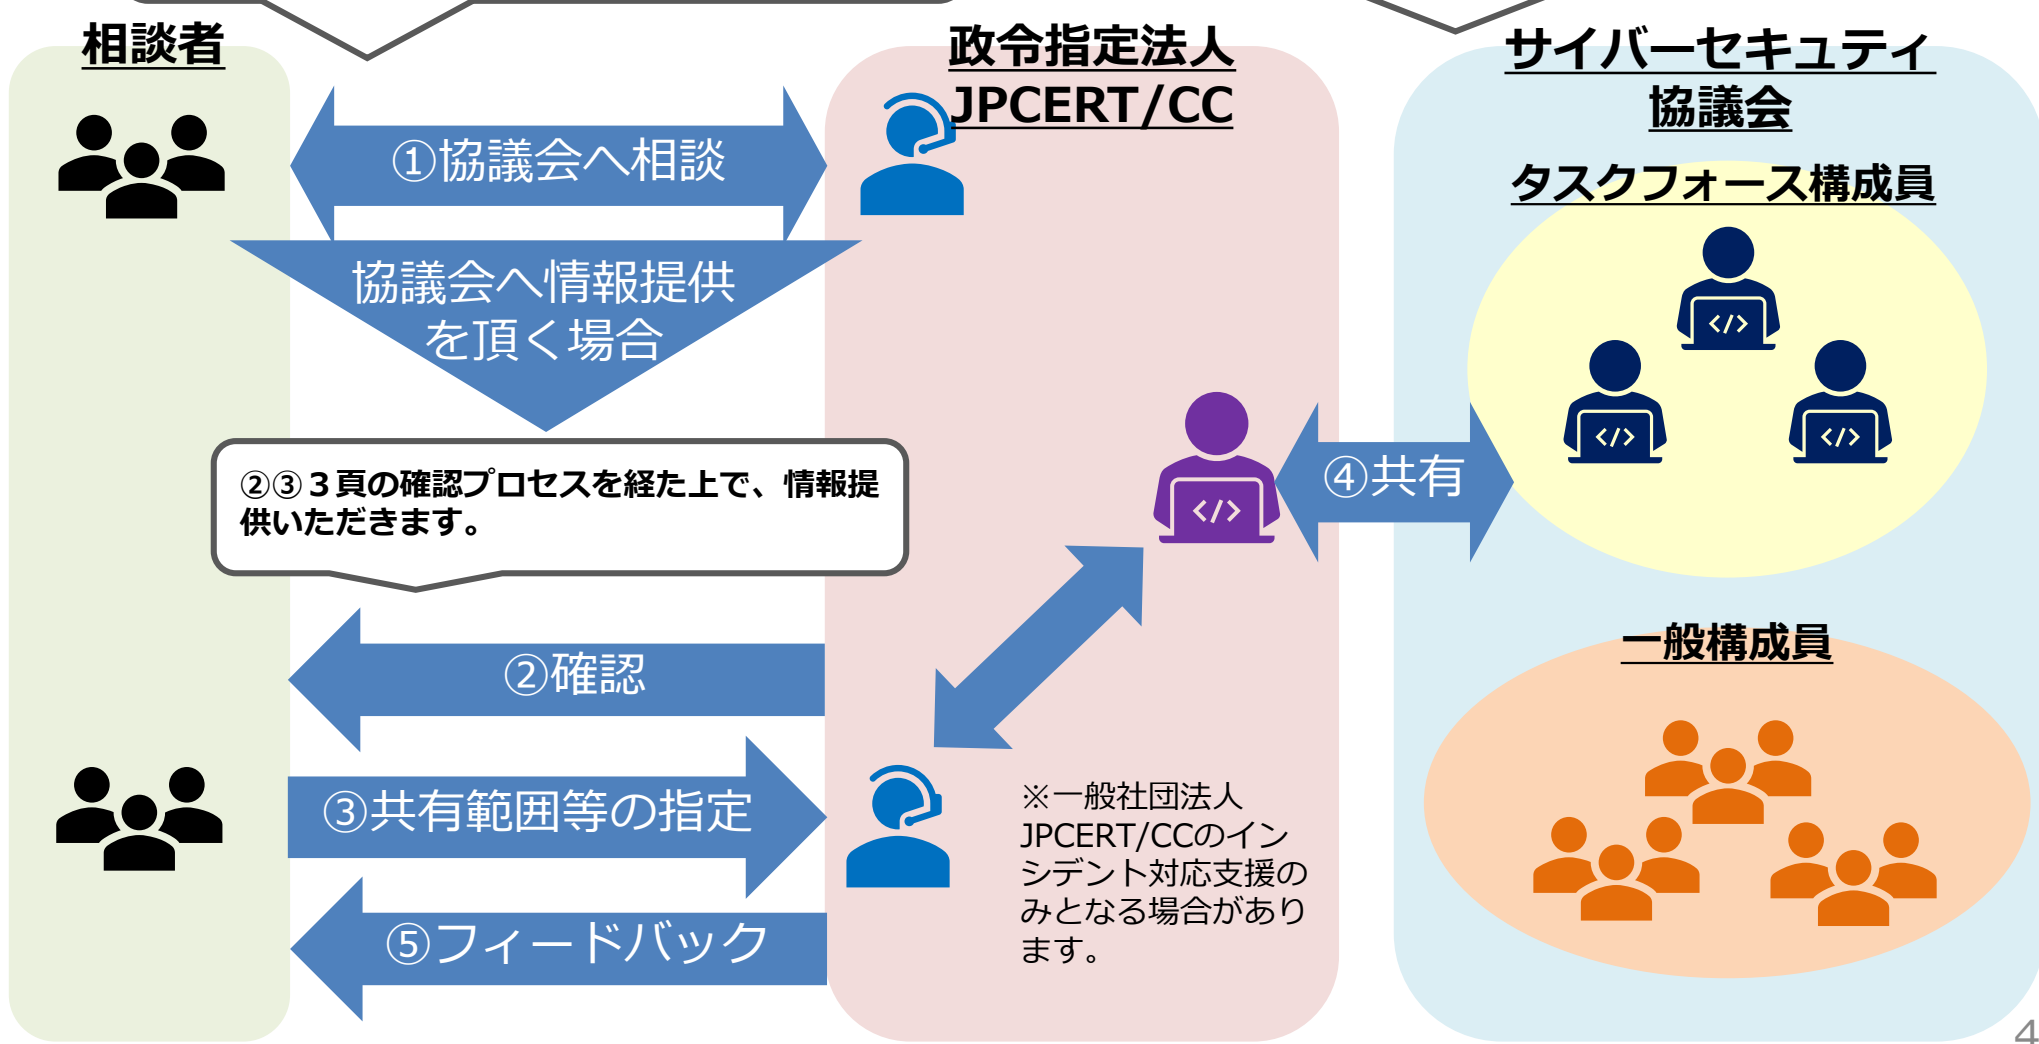 相談者
政令指定法人
JPCERT/CC
サイバーセキュティ
協議会
タスクフォース構成員
①協議会へ相談
協議会へ情報提供
を頂く場合
②③３頁の確認プロセスを経た上で、情報提
供いただきます。
④共有
②確認
③共有範囲等の指定
⑤フィードバック
※一般社団法人
JPCERT/CCのイン
シデント対応支援の
みとなる場合があり
ます。
一般構成員
4